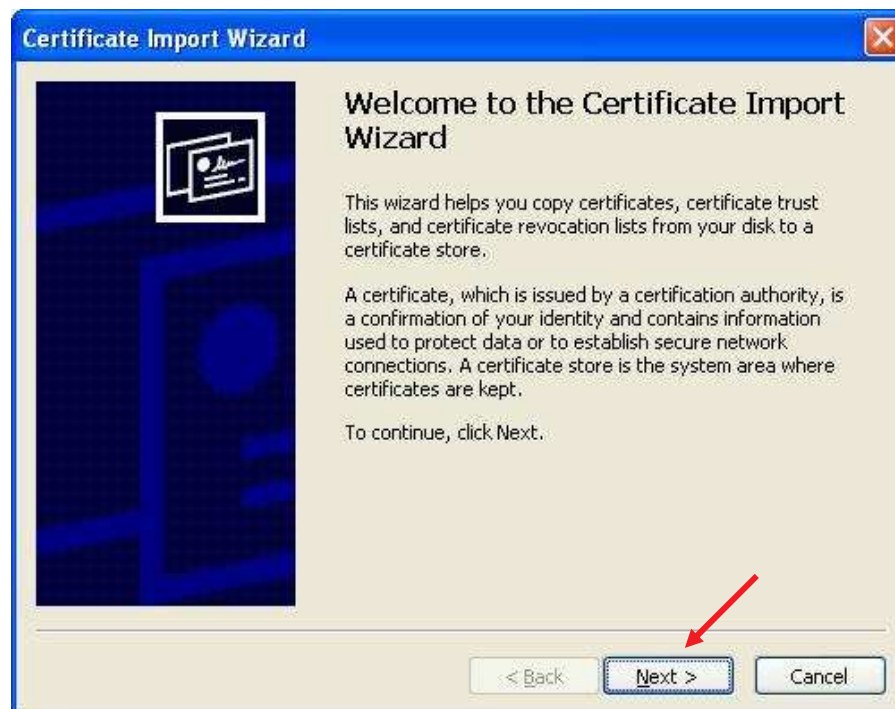 Certificate Import Wizard
Welcome to the Certificate Import
Wizard
This wizard helps you copy certificates, certificate trust
lists, and certificate revocation lists from your disk to a
certificate store.
A certificate, which is issued by a certification authority, is
a confirmation of your identity and contains information
used to protect data or to establish secure network
connections. A certificate store is the system area where
certificates are kept.
To continue, click Next.
< Back
Next >
Cancel